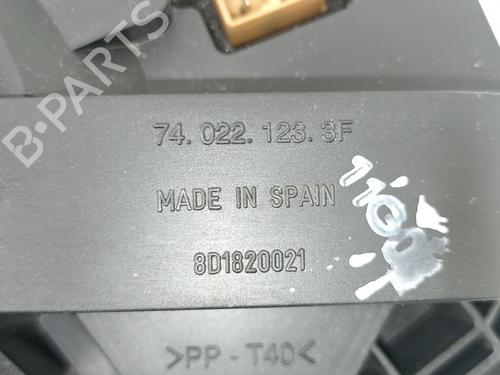 74. 022. 123. 3F
MADE IN SPAIN
8D1820021
>PP - T40<
B-PARTS